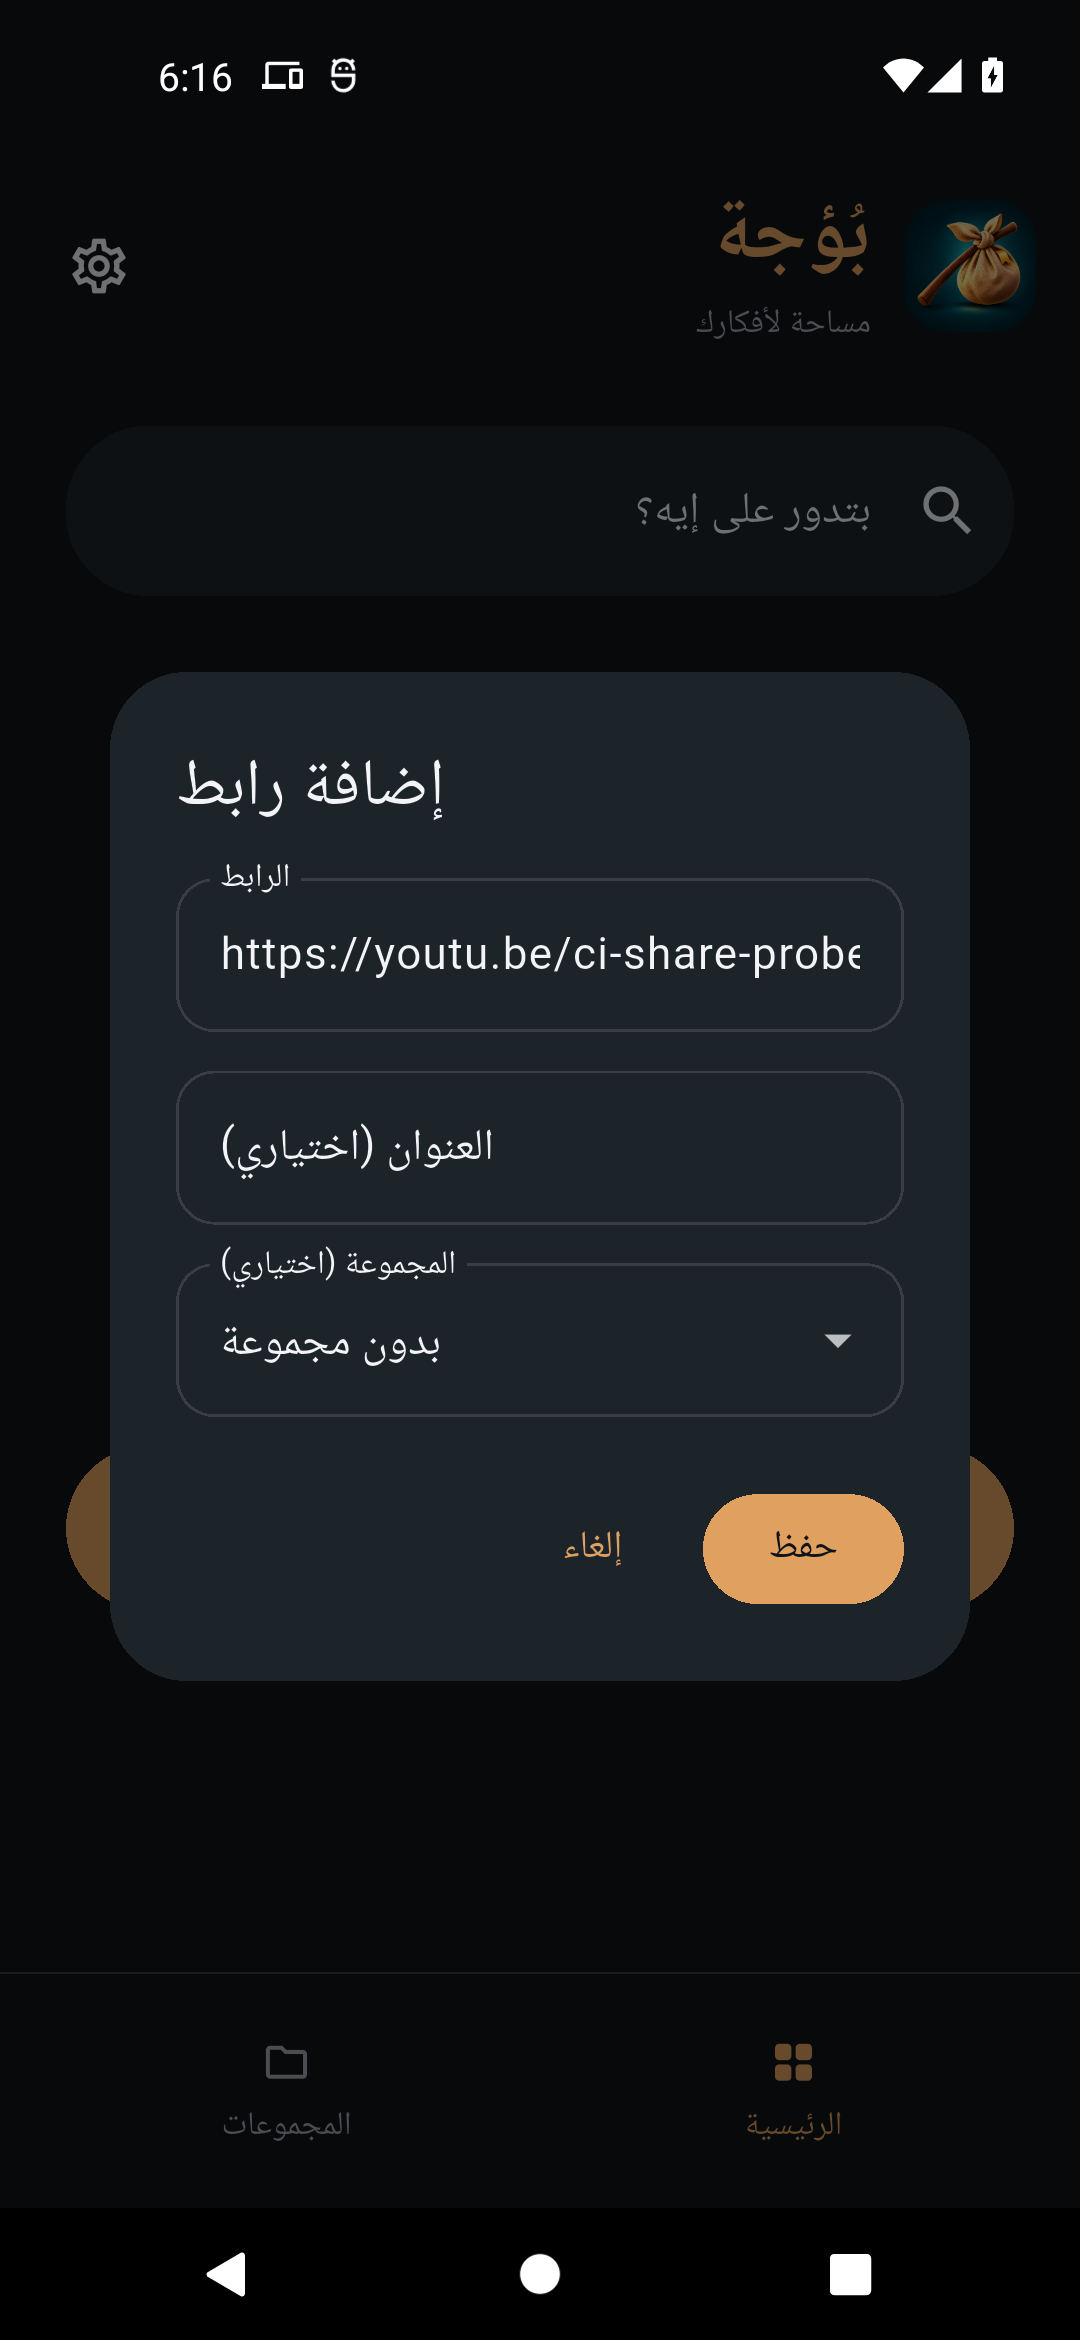 6:16
بُؤجة
مساحة لأفكارك
بتدور على إيه؟
إضافة رابط
الرابط
https://youtu.be/ci-share-probe
العنوان (اختياري)
المجموعة (اختياري)
بدون مجموعة
حفظ
إلغاء
الرئيسية
المجموعات